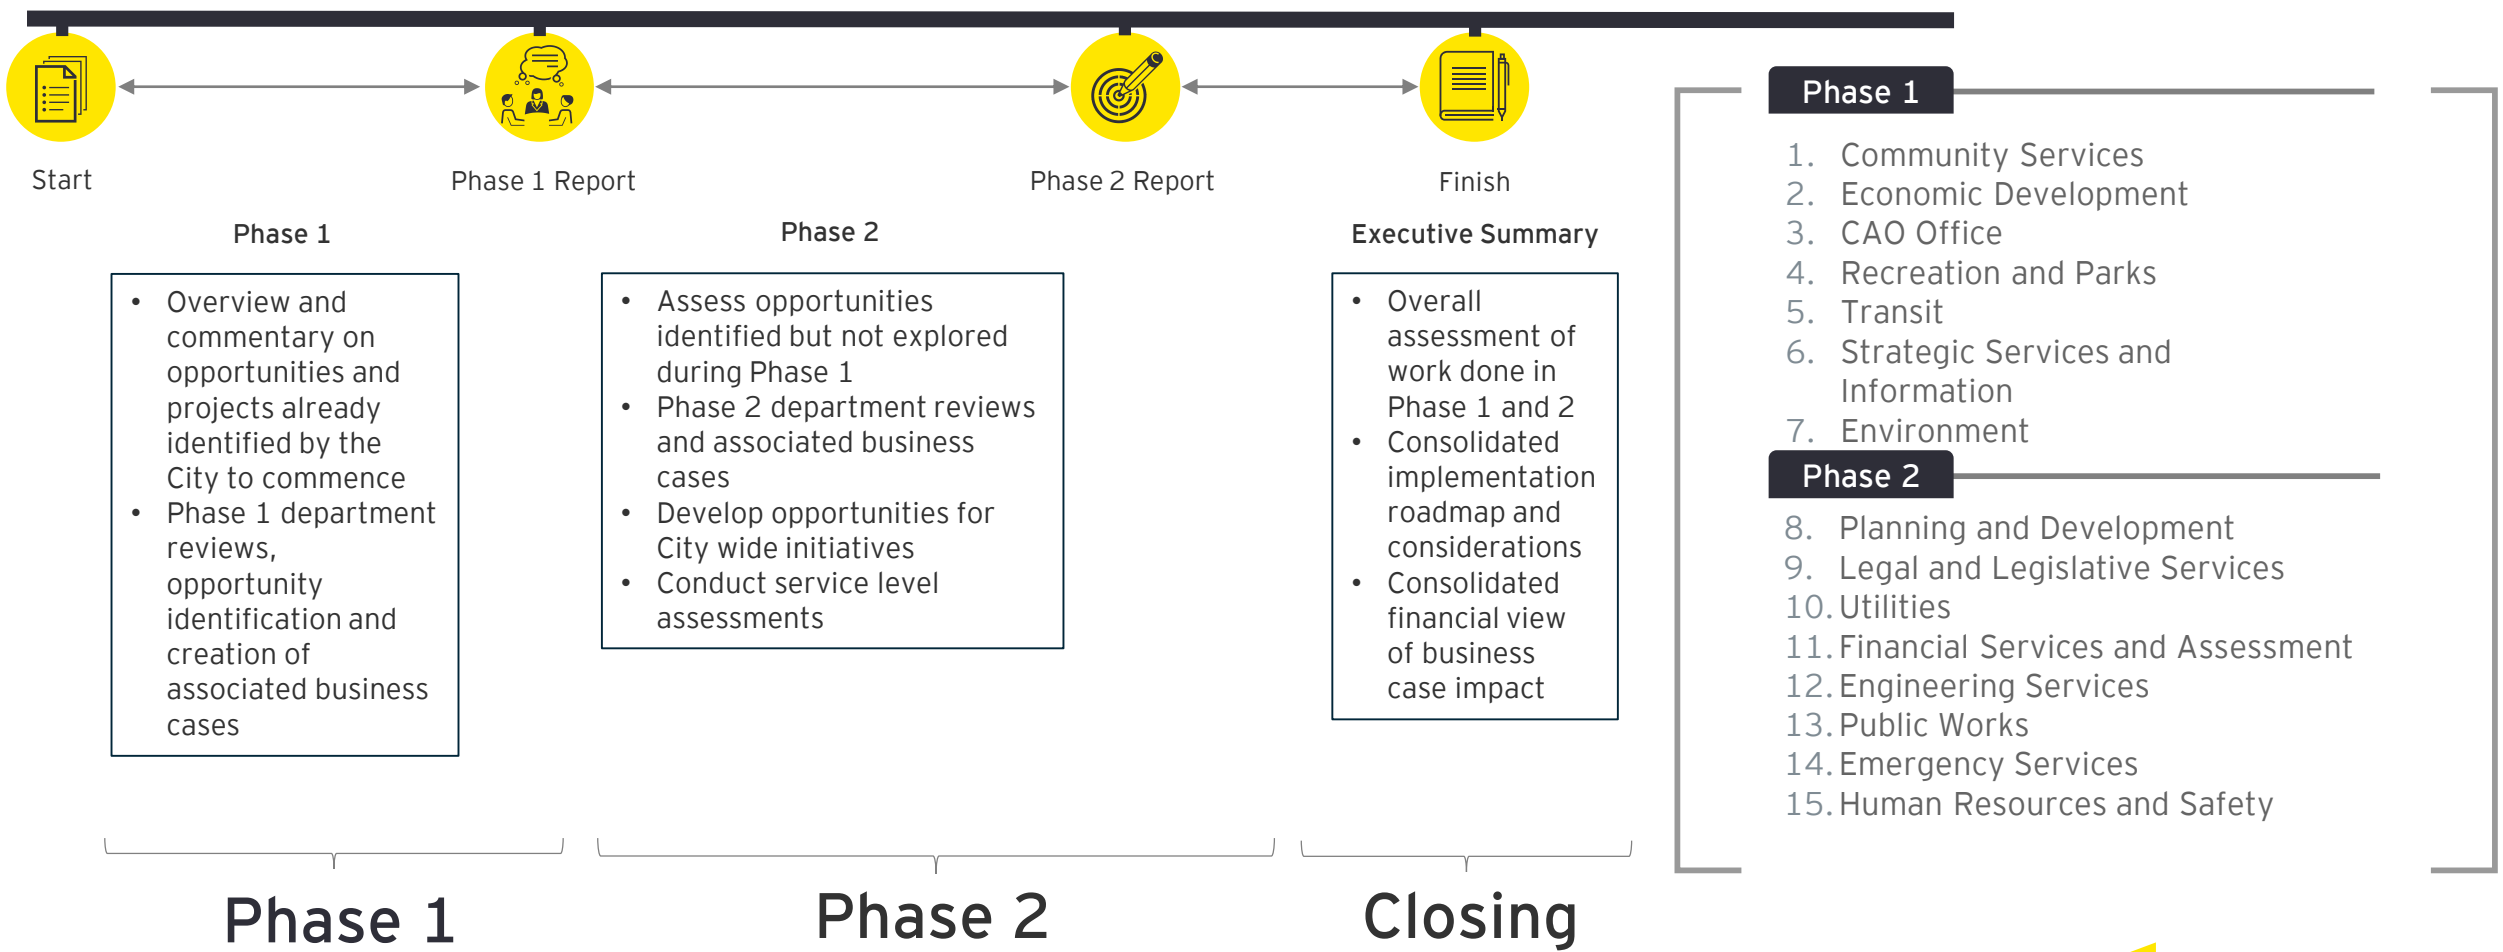 Start
Phase 1 Report
Phase 2 Report
Finish
Phase 1
• Overview and
commentary on
opportunities and
projects already
identified by the
City to commence
• Phase 1 department
reviews,
opportunity
identification and
creation of
associated business
cases
Phase 2
• Assess opportunities
identified but not explored
during Phase 1
• Phase 2 department reviews
and associated business
cases
• Develop opportunities for
City wide initiatives
• Conduct service level
assessments
Executive Summary
• Overall
assessment of
work done in
Phase 1 and 2
• Consolidated
implementation
roadmap and
considerations
• Consolidated
financial view
of business
case impact
Phase 1
Phase 2
Closing
Phase 1
1. Community Services
2. Economic Development
3. CAO Office
4. Recreation and Parks
5. Transit
6. Strategic Services and
Information
7. Environment
Phase 2
8. Planning and Development
9. Legal and Legislative Services
10. Utilities
11. Financial Services and Assessment
12. Engineering Services
13. Public Works
14. Emergency Services
15. Human Resources and Safety